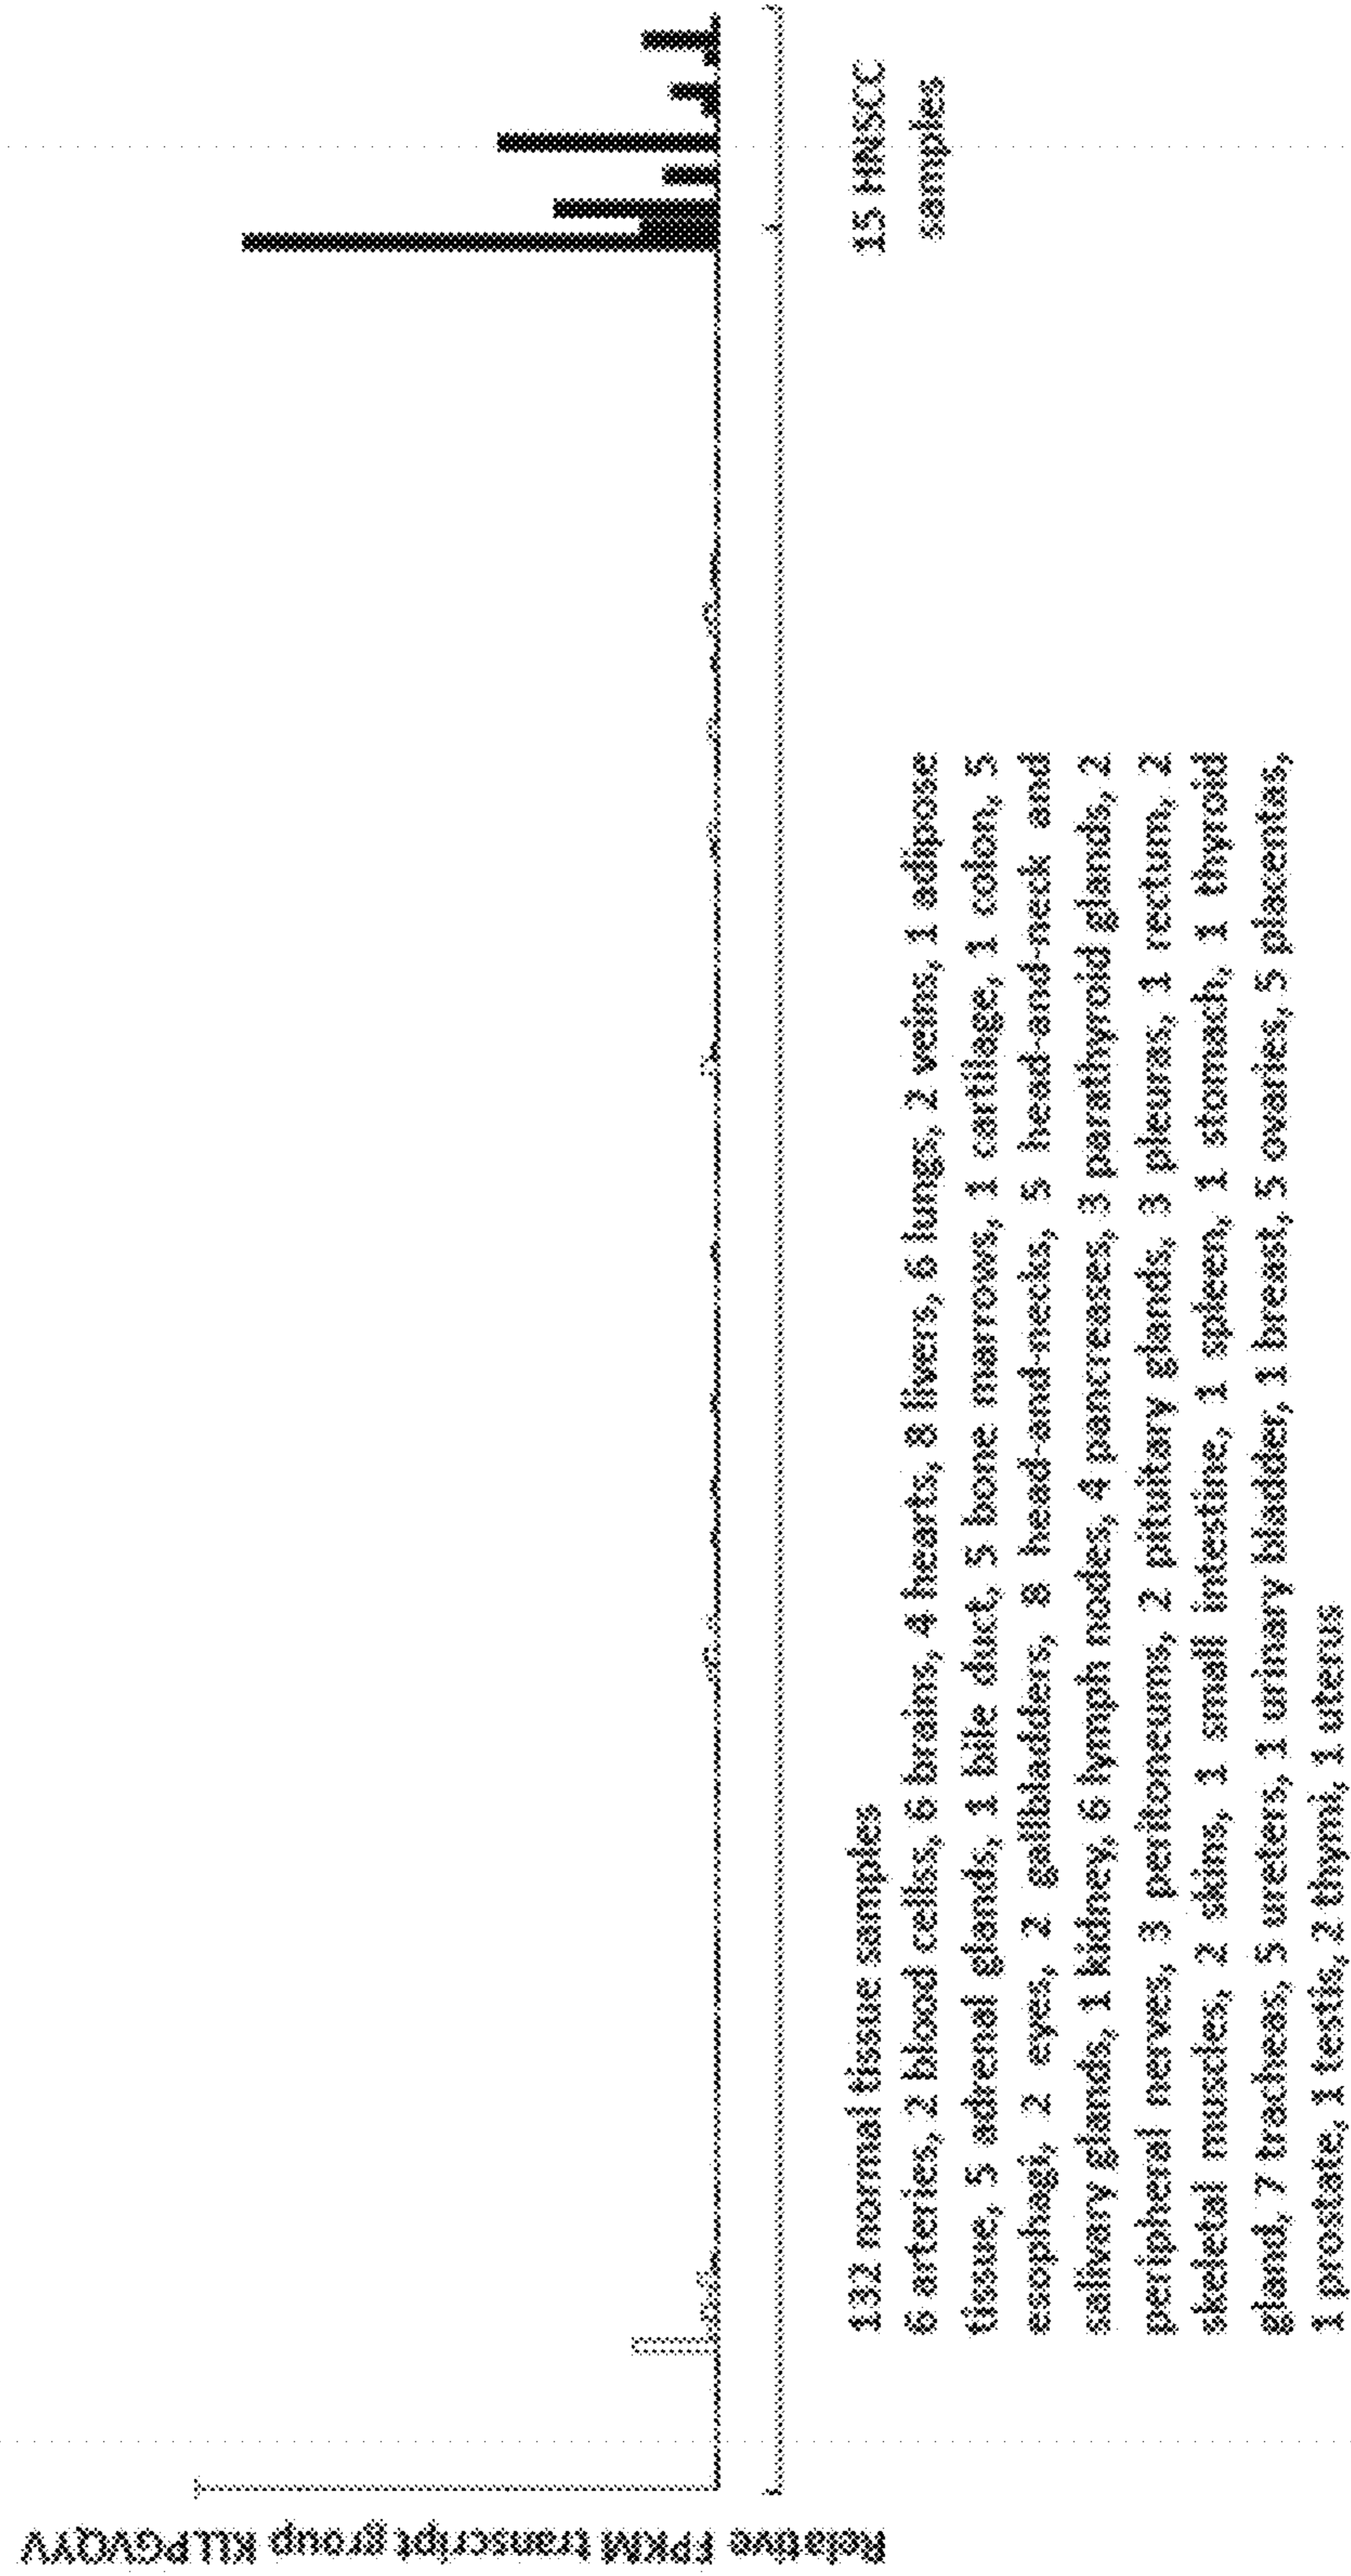 Relative FPKM transcript group KLLPGVQYV
132 normal tissue samples
6 arteries, 2 blood cellss, 6 brains, 4 hearts, 8 livers, 6 lungs, 2 veins, 1 adipose
tissue, 5 adrenal glands, 1 bile duct, 5 bone marrows, 1 cartilage, 1 colon, 5
esophagi, 2 eyes, 2 gallbladders, 8 head-and-necks, 5 head-and-neck and
salivary glands, 1 kidney, 6 lymph nodes, 4 pancreases, 3 parathyroid glands, 2
peripheral nerves, 3 peritoneums, 2 pituitary glands, 3 pleuras, 1 rectum, 2
skeletal muscles, 2 skins, 1 small intestine, 1 spleen, 1 stomach, 1 thyroid
gland, 7 tracheas, 5 ureters, 1 urinary bladder, 1 breast, 5 ovaries, 5 placentas,
1 prostate, 1 testis, 2 thymi, 1 uterus
15 HNSCC
samples